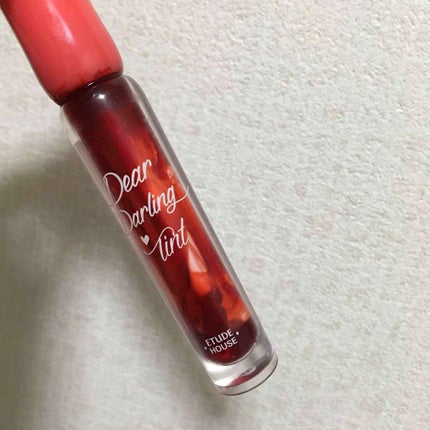 Dear
Darling
tint
ETUDE
HOUSE